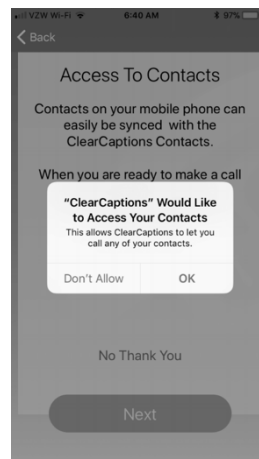 VZW Wi-Fi 6:40 AM 97%
Back
Access To Contacts
Contacts on your mobile phone can
easily be synced with the
ClearCaptions Contacts.
When you are ready to make a call
"ClearCaptions" Would Like
to Access Your Contacts
This allows ClearCaptions to let you
call any of your contacts.
Don't Allow OK
No Thank You
Next